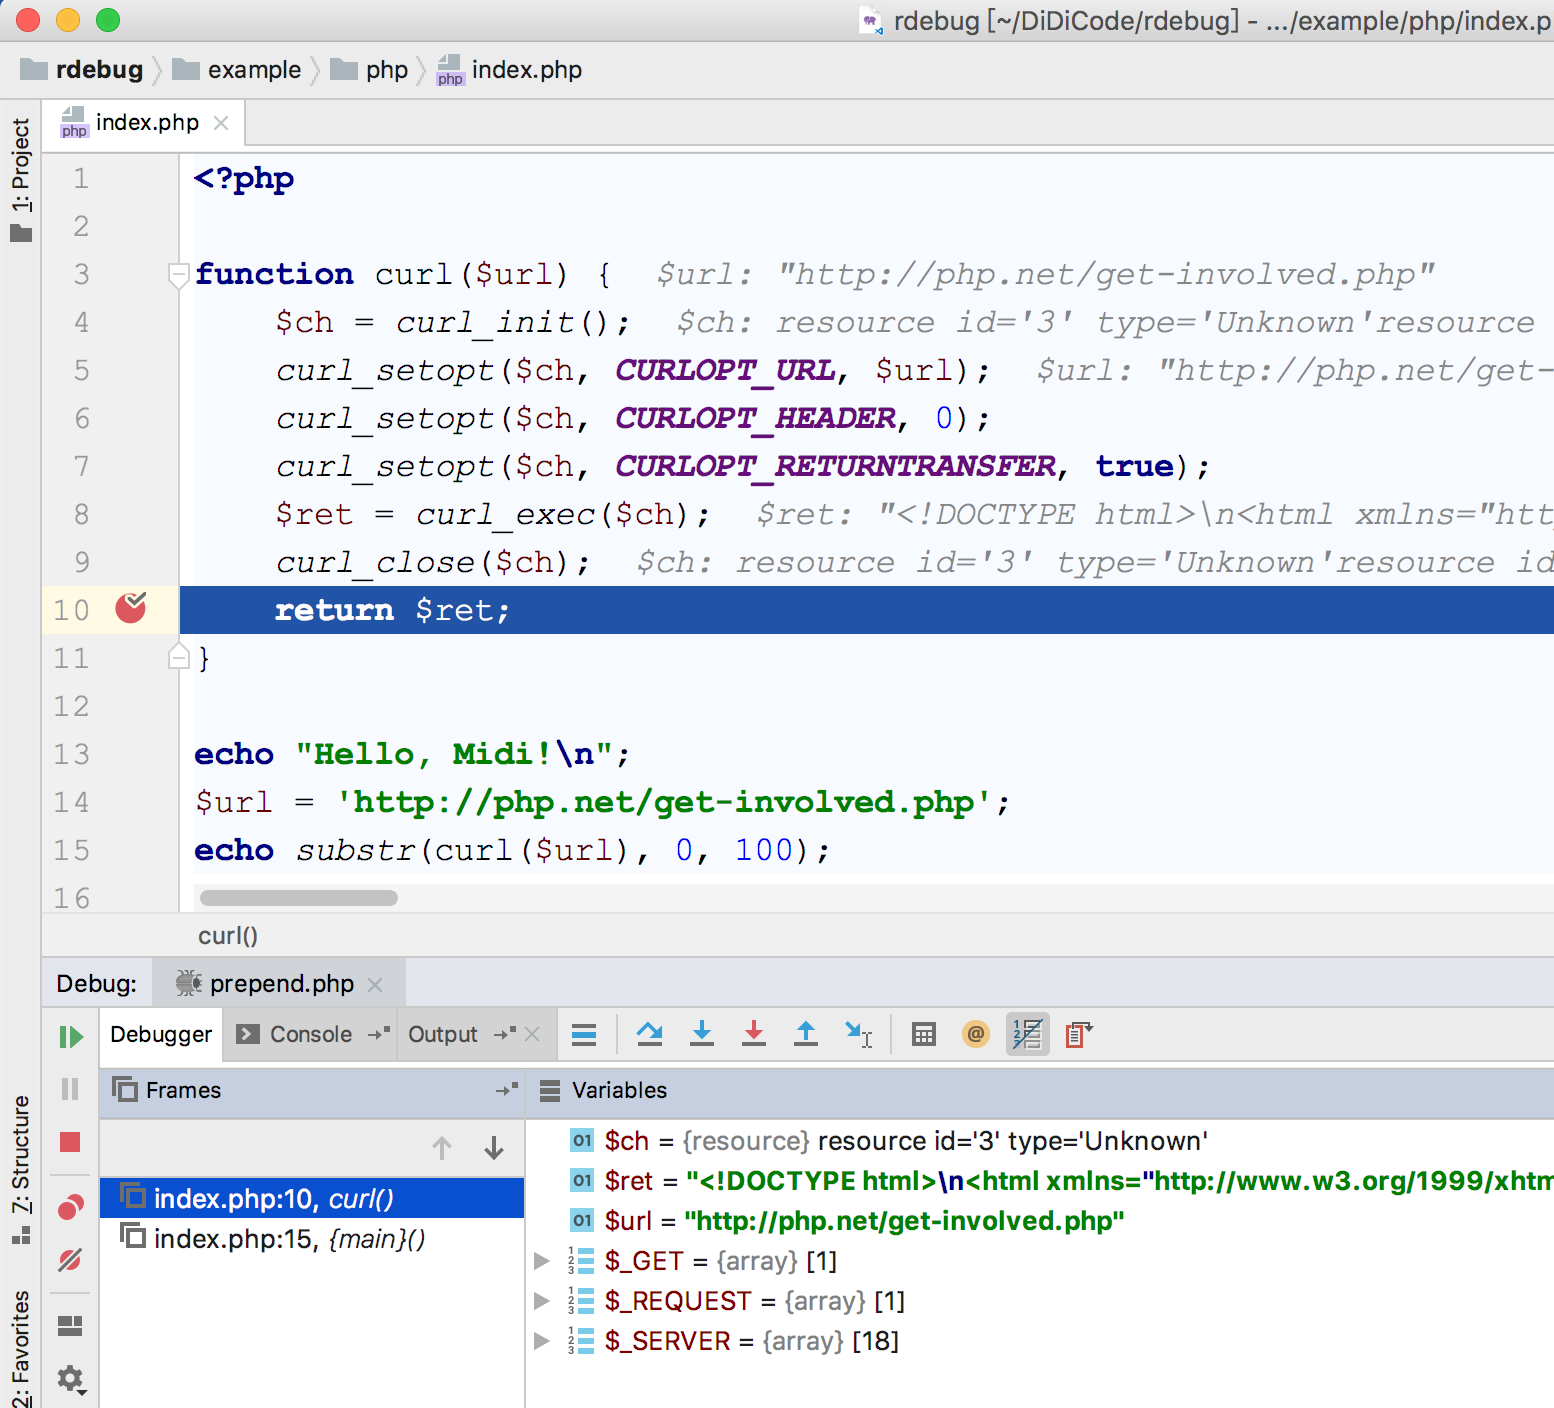 rdebug [~/DiDiCode/rdebug] - .../example/php/index.p
rdebug example php index.php
index.php
1: Project
1 <?php
2
3 function curl($url) { $url: "http://php.net/get-involved.php"
4 $ch = curl_init(); $ch: resource id='3' type='Unknown'resource
5 curl_setopt($ch, CURLOPT_URL, $url); $url: "http://php.net/get-
6 curl_setopt($ch, CURLOPT_HEADER, 0);
7 curl_setopt($ch, CURLOPT_RETURNTRANSFER, true);
8 $ret = curl_exec($ch); $ret: "<!DOCTYPE html>\n<html xmlns="htt
9 curl_close($ch); $ch: resource id='3' type='Unknown'resource id
10 return $ret;
11 }
12
13 echo "Hello, Midi!\n";
14 $url = 'http://php.net/get-involved.php';
15 echo substr(curl($url), 0, 100);
16
curl()
Debug: prepend.php
Debugger Console Output
Frames
Variables
7: Structure
2: Favorites
index.php:10, curl()
index.php:15, {main}()
$ch = {resource} resource id='3' type='Unknown'
$ret = "<!DOCTYPE html>\n<html xmlns="http://www.w3.org/1999/xhtm
$url = "http://php.net/get-involved.php"
$_GET = {array} [1]
$_REQUEST = {array} [1]
$_SERVER = {array} [18]